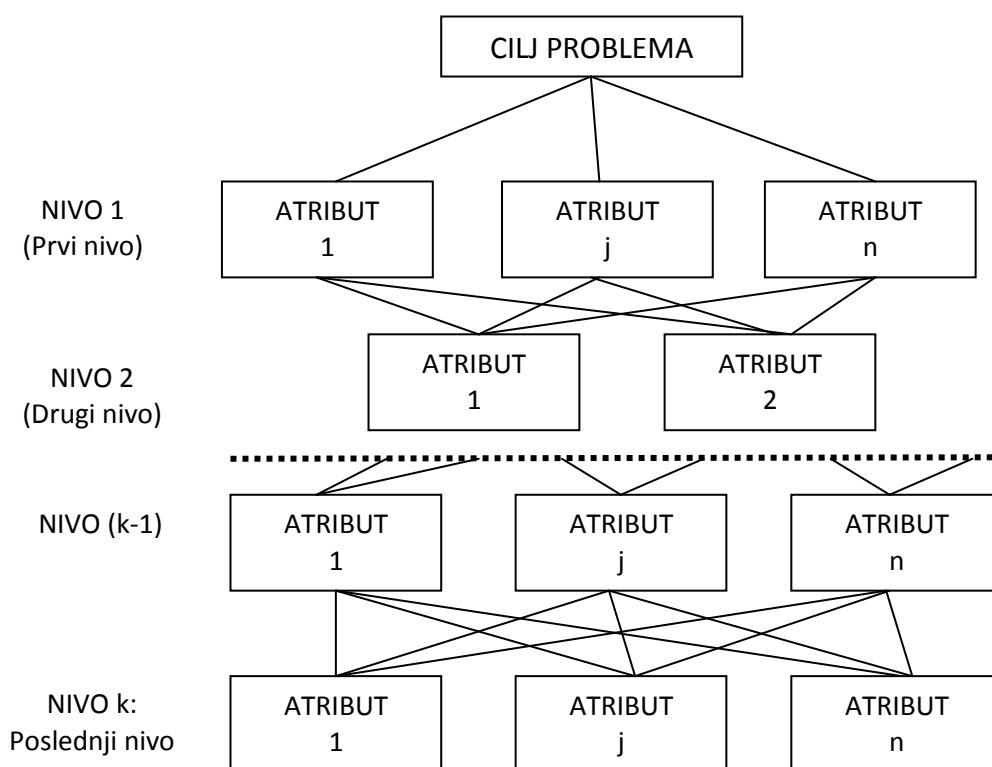 CILJ PROBLEMA
NIVO 1
(Prvi nivo)
ATRIBUT
1
ATRIBUT
j
ATRIBUT
n
NIVO 2
(Drugi nivo)
ATRIBUT
1
ATRIBUT
2
NIVO (k-1)
ATRIBUT
1
ATRIBUT
j
ATRIBUT
n
NIVO k:
Poslednji nivo
ATRIBUT
1
ATRIBUT
j
ATRIBUT
n